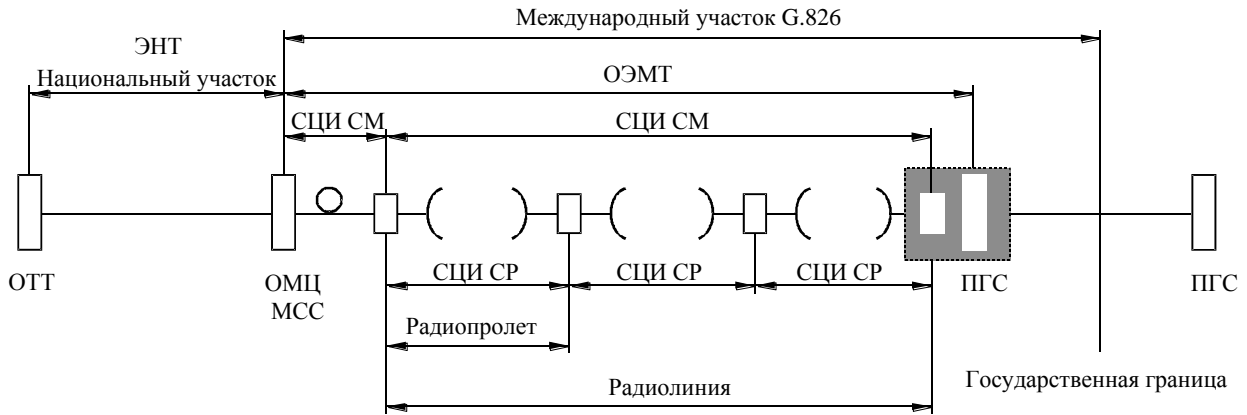 Международный участок G.826
ЭНТ
Национальный участок
ОЭМТ
СЦИ СМ
СЦИ СМ
СЦИ СР
СЦИ СР
СЦИ СР
ОТТ
ОМЦ
МСС
ПГС
ПГС
Радиопролет
Радиолиния
Государственная граница